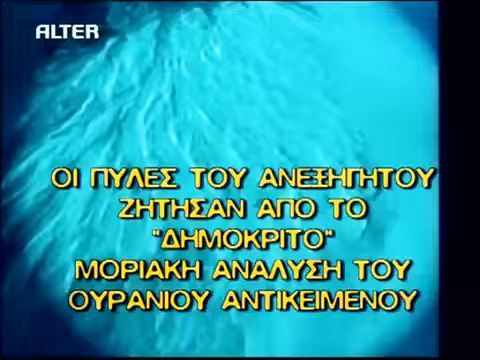 ALTER
ΟΙ ΠΥΛΕΣ ΤΟΥ ΑΝΕΞΗΓΗΤΟΥ
ΖΗΤΗΣΑΝ ΑΠΟ ΤΟ
"ΔΗΜΟΚΡΙΤΟ"
ΜΟΡΙΑΚΗ ΑΝΑΛΥΣΗ ΤΟΥ
ΟΥΡΑΝΙΟΥ ΑΝΤΙΚΕΙΜΕΝΟΥ